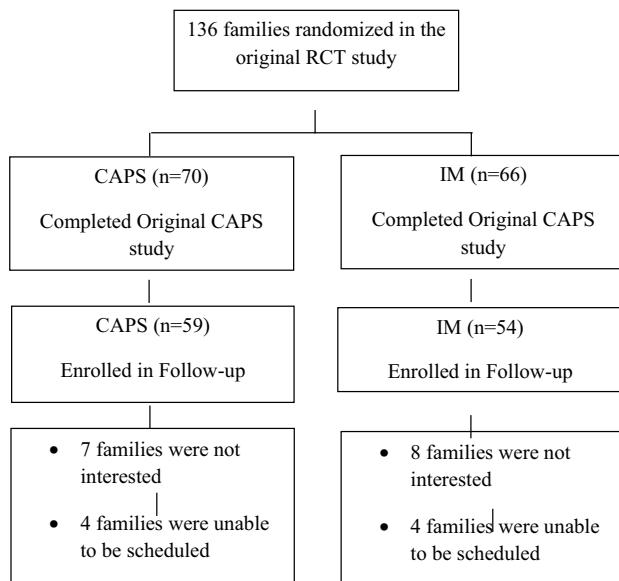 136 families randomized in the
original RCT study
CAPS (n=70)
Completed Original CAPS
study
IM (n=66)
Completed Original CAPS
study
CAPS (n=59)
Enrolled in Follow-up
IM (n=54)
Enrolled in Follow-up
• 7 families were not
interested
• 4 families were unable
to be scheduled
• 8 families were not
interested
• 4 families were unable
to be scheduled